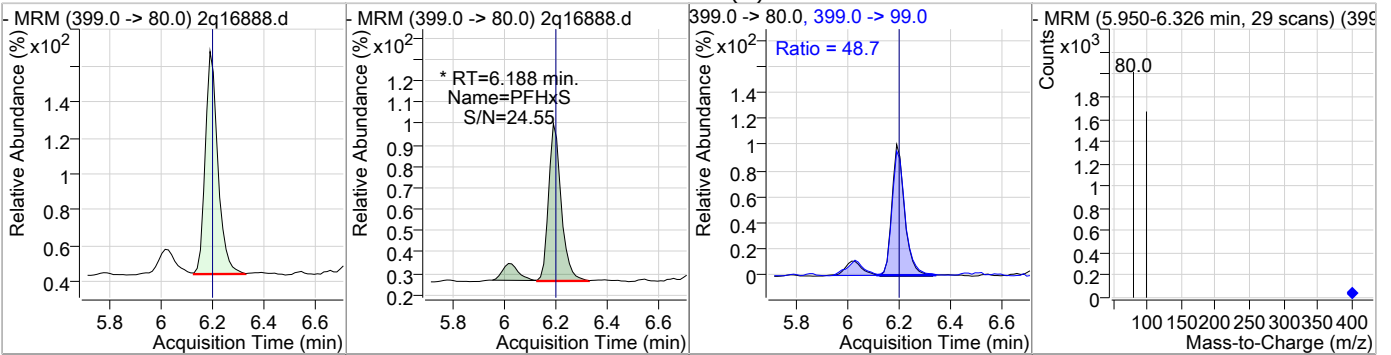 - MRM (399.0 -> 80.0) 2q16888.d
Relative Abundance (%)
x10²
1.4
1.2
1
0.8
0.6
0.4
5.8 6 6.2 6.4 6.6
Acquisition Time (min)
- MRM (399.0 -> 80.0) 2q16888.d
Relative Abundance (%)
x10²
* RT=6.188 min.
Name=PFHxS
S/N=24.55
1.2
1.1
1
0.9
0.8
0.6
0.5
0.4
0.3
0.2
5.8 6 6.2 6.4 6.6
Acquisition Time (min)
399.0 -> 80.0, 399.0 -> 99.0
Relative Abundance (%)
x10²
Ratio = 48.7
1.4
1.2
1
0.8
0.6
0.4
0.2
0
5.8 6 6.2 6.4 6.6
Acquisition Time (min)
- MRM (5.950-6.326 min, 29 scans) (399
Counts
x10³
80.0
1.6
1.4
1.2
1
0.8
0.6
0.4
0.2
0
100 150 200 250 300 350 400
Mass-to-Charge (m/z)